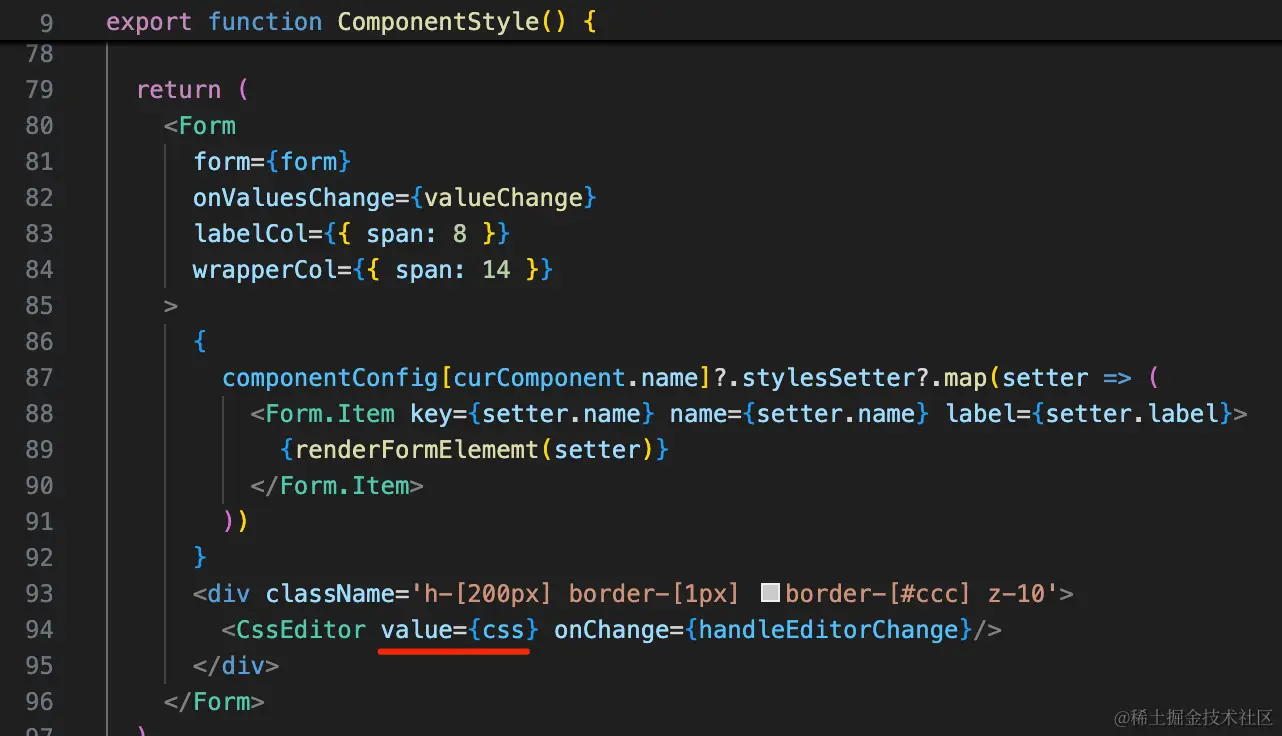 9 export function ComponentStyle() {
78
79 return (
80 <Form
81 form={form}
82 onValuesChange={valueChange}
83 labelCol={{ span: 8 }}
84 wrapperCol={{ span: 14 }}
85 >
86 {
87 componentConfig[curComponent.name]?.stylesSetter?.map(setter => (
88 <Form.Item key={setter.name} name={setter.name} label={setter.label}>
89 {renderFormElememt(setter)}
90 </Form.Item>
91 ))
92 }
93 <div className='h-[200px] border-[1px] border-[#ccc] z-10'>
94 <CssEditor value={css} onChange={handleEditorChange}/>
95 </div>
96 </Form>
97 )
@稀土掘金技术社区